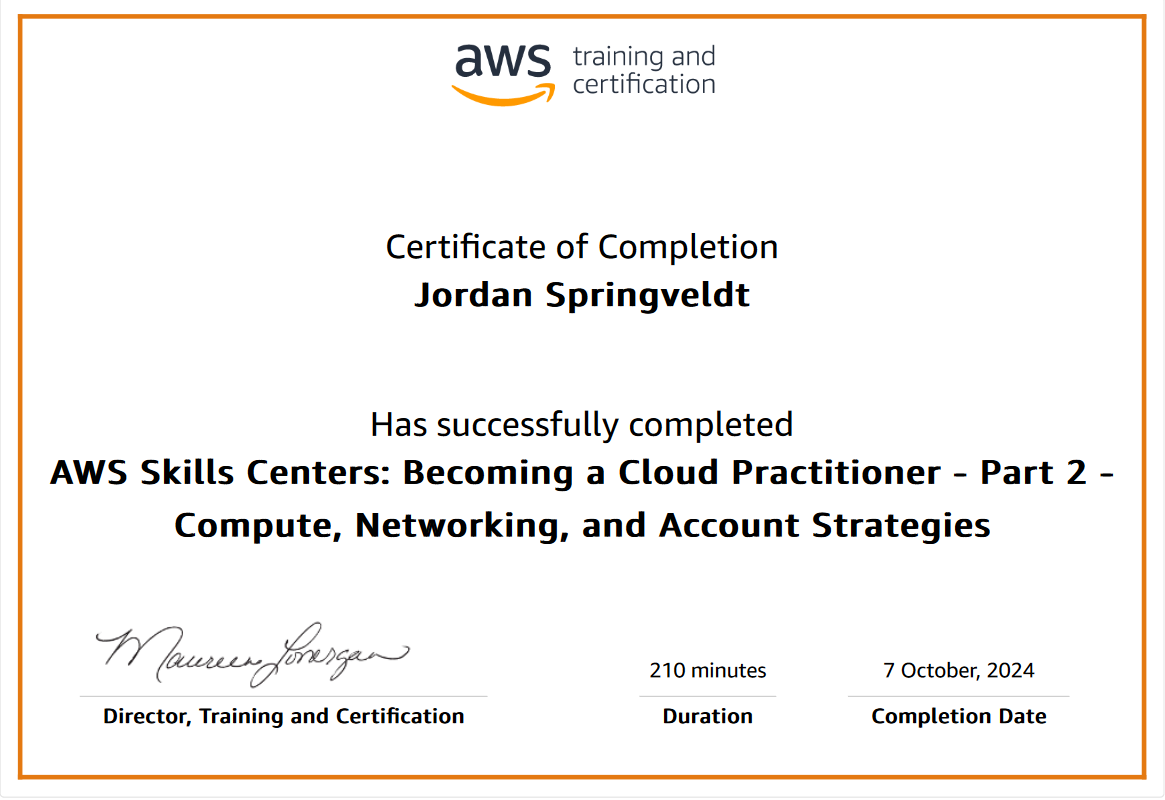 aws training and
certification
Certificate of Completion
Jordan Springveldt
Has successfully completed
AWS Skills Centers: Becoming a Cloud Practitioner - Part 2 -
Compute, Networking, and Account Strategies
Maureen Lonergan
210 minutes
7 October, 2024
Director, Training and Certification
Duration
Completion Date